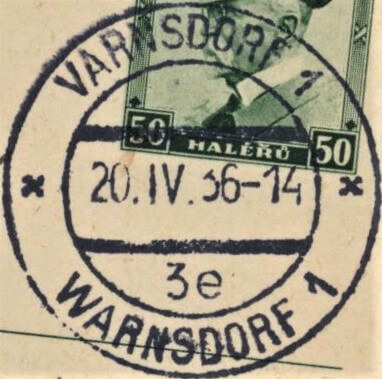 VARNSDORF 1
50 HALÉŘŮ 50
20.IV.36-14
3e
WARNSDORF 1